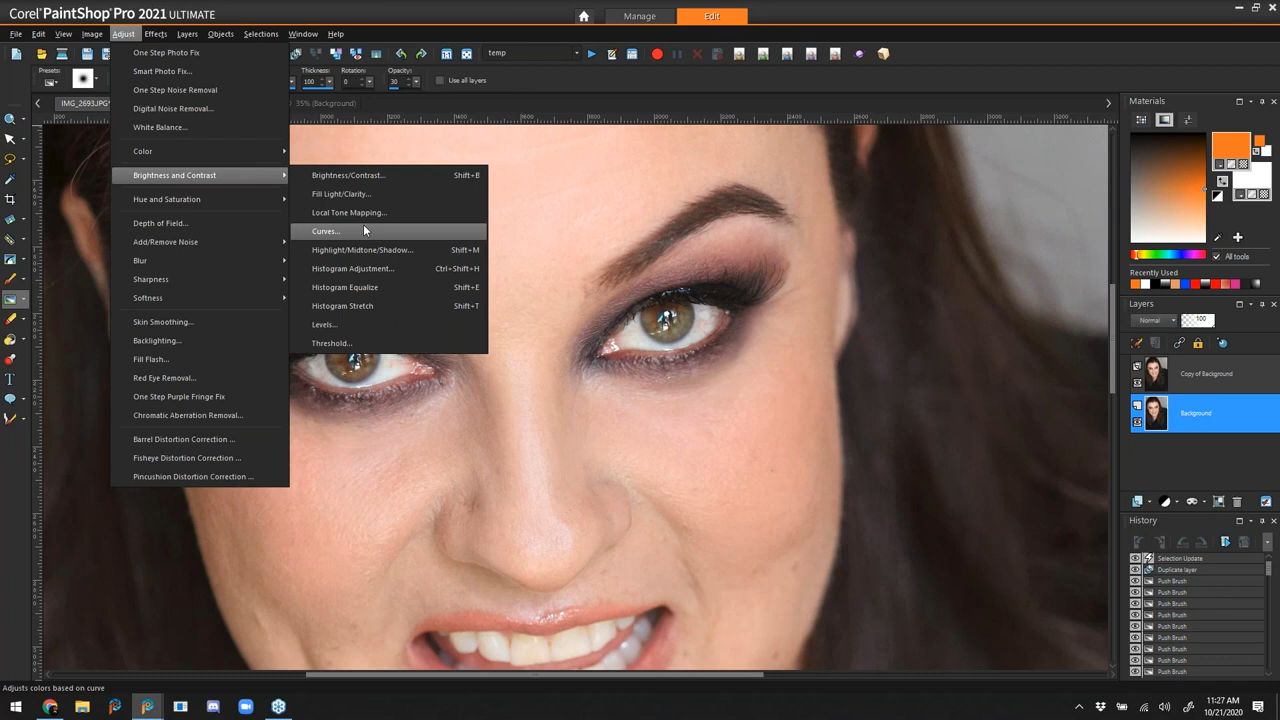 Corel® PaintShop® Pro 2021 ULTIMATE
Manage
Edit
File Edit View Image Adjust Effects Layers Objects Selections Window Help
temp
Presets:
Thickness: Rotation: Opacity:
100 0 30
Use all layers
IMG_2693.JPG*
35% (Background)
One Step Photo Fix
Smart Photo Fix...
One Step Noise Removal
Digital Noise Removal...
White Balance...
Color
Brightness and Contrast
Hue and Saturation
Depth of Field...
Add/Remove Noise
Blur
Sharpness
Softness
Skin Smoothing...
Backlighting...
Fill Flash...
Red Eye Removal...
One Step Purple Fringe Fix
Chromatic Aberration Removal...
Barrel Distortion Correction ...
Fisheye Distortion Correction ...
Pincushion Distortion Correction ...
Brightness/Contrast... Shift+B
Fill Light/Clarity...
Local Tone Mapping...
Curves...
Highlight/Midtone/Shadow... Shift+M
Histogram Adjustment... Ctrl+Shift+H
Histogram Equalize Shift+E
Histogram Stretch Shift+T
Levels...
Threshold...
Materials
All tools
Recently Used
Layers
Normal 100
Copy of Background
Background
History
Selection Update
Duplicate layer
Push Brush
Push Brush
Push Brush
Push Brush
Push Brush
Push Brush
Push Brush
Push Brush
Push Brush
Adjusts colors based on curve
11:27 AM
10/21/2020